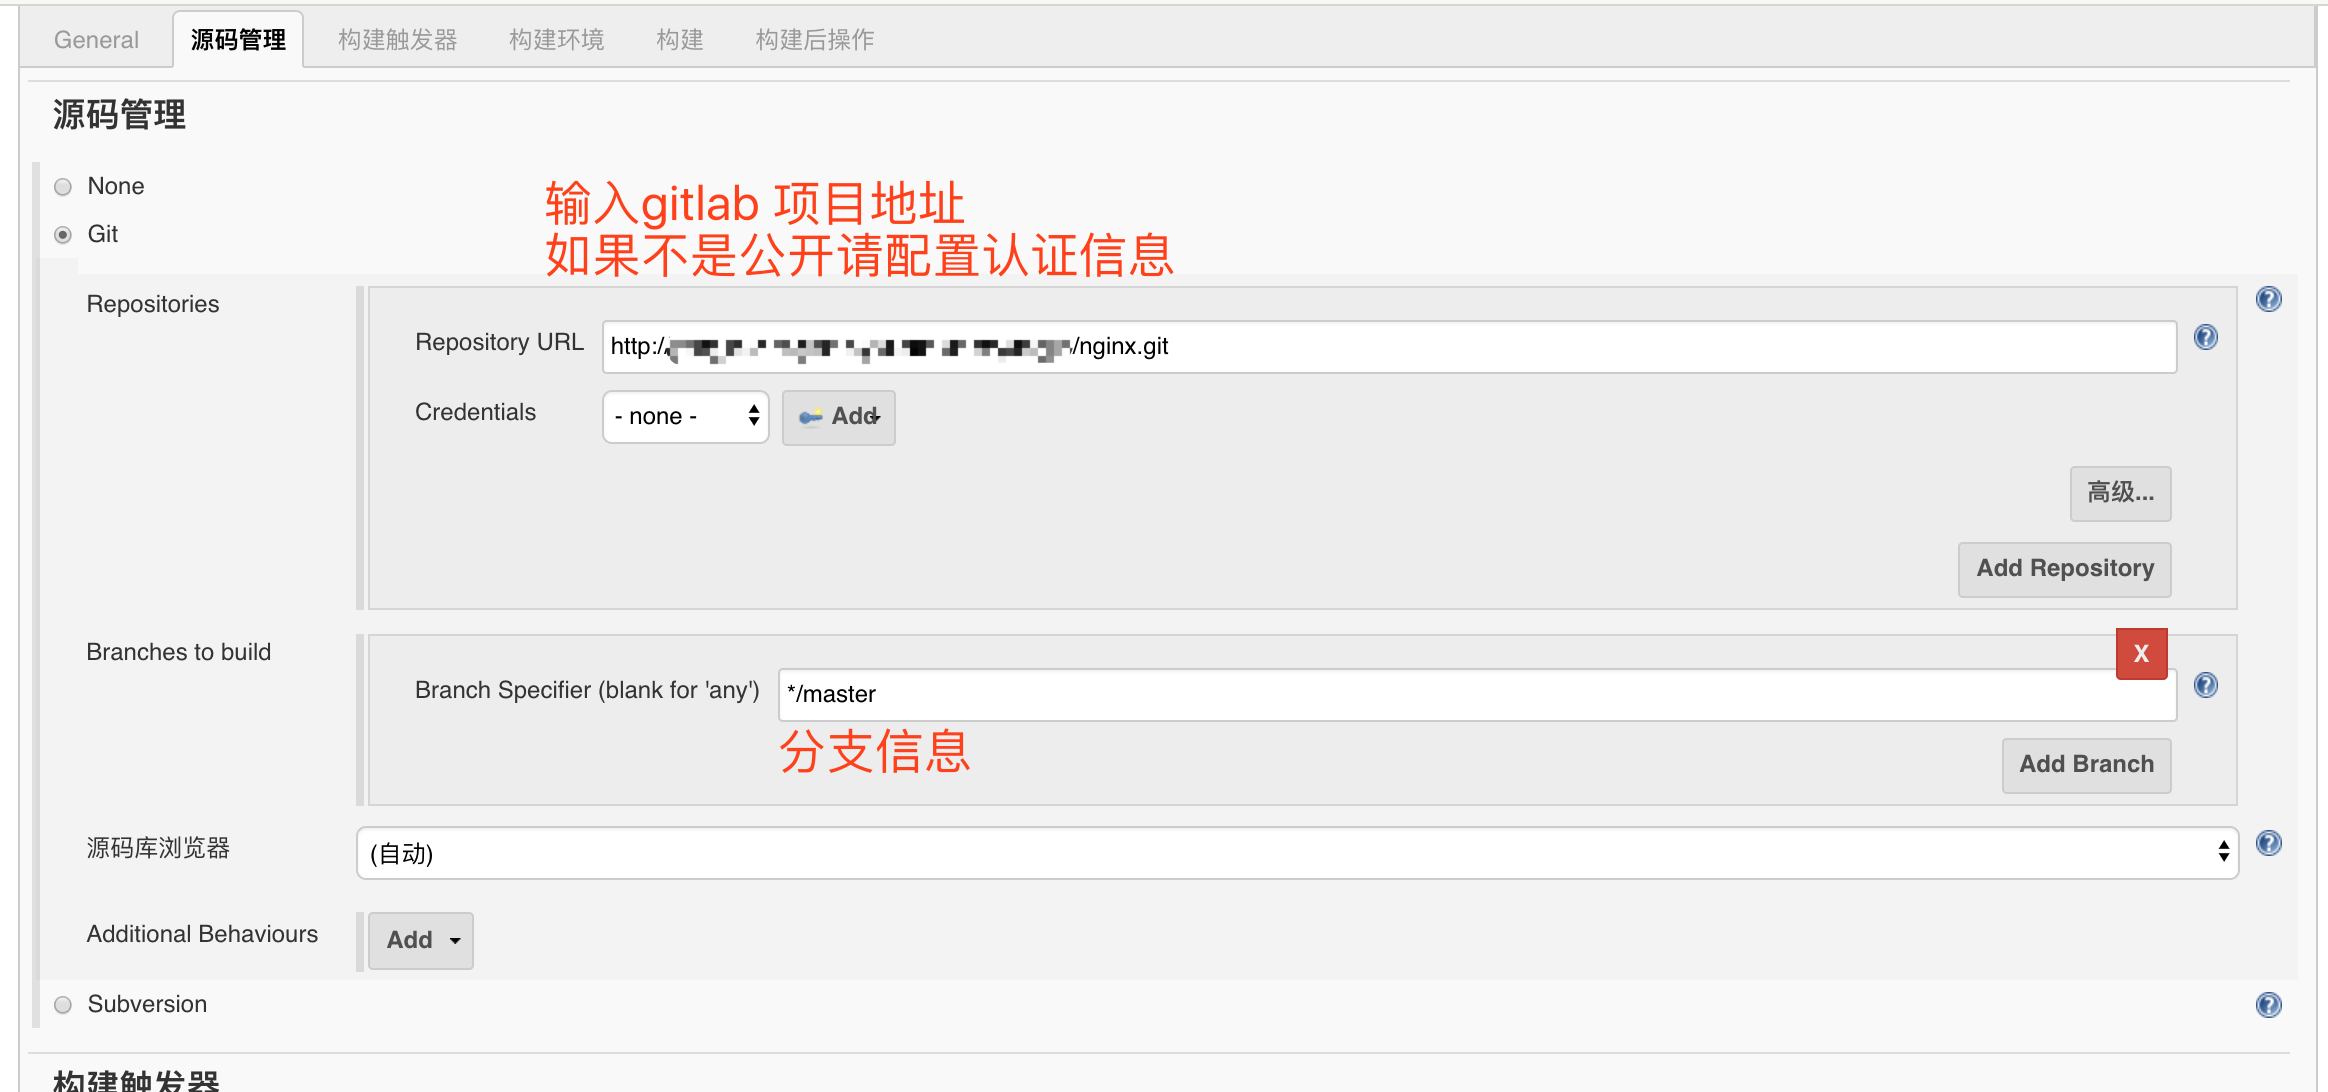 General 源码管理 构建触发器 构建环境 构建 构建后操作
源码管理
None
输入gitlab 项目地址
Git
如果不是公开请配置认证信息
Repositories
Repository URL http:/ /nginx.git
Credentials - none - Add
高级...
Add Repository
Branches to build
X
Branch Specifier (blank for 'any') */master
分支信息
Add Branch
源码库浏览器 (自动)
Additional Behaviours Add
Subversion
构建触发器